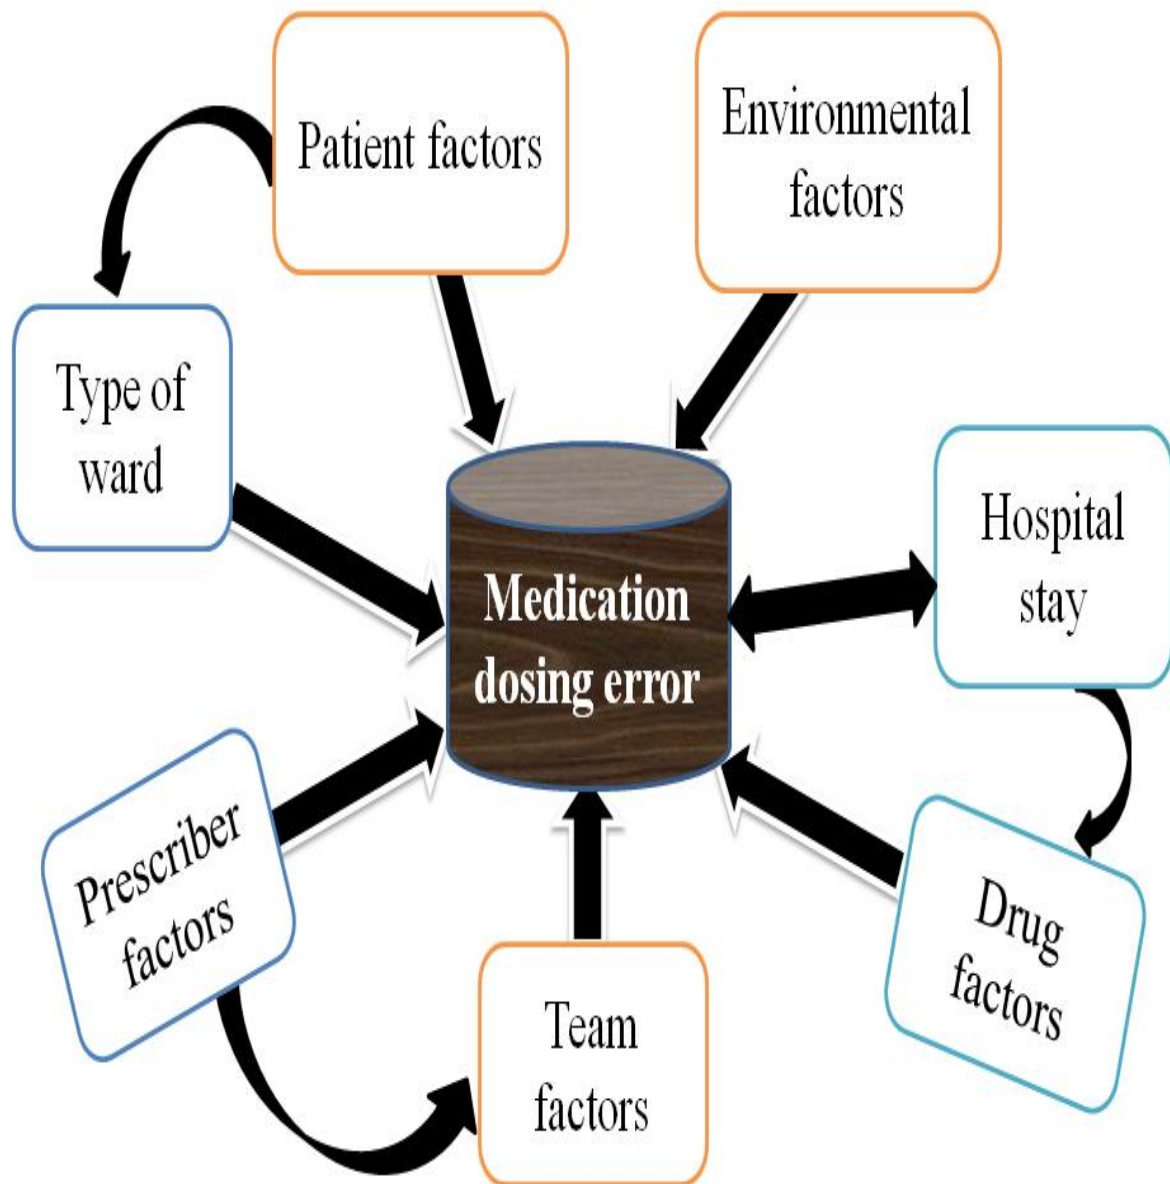 Patient factors
Environmental
factors
Type of
ward
Hospital
stay
Medication
dosing error
Prescriber
factors
Drug
factors
Team
factors